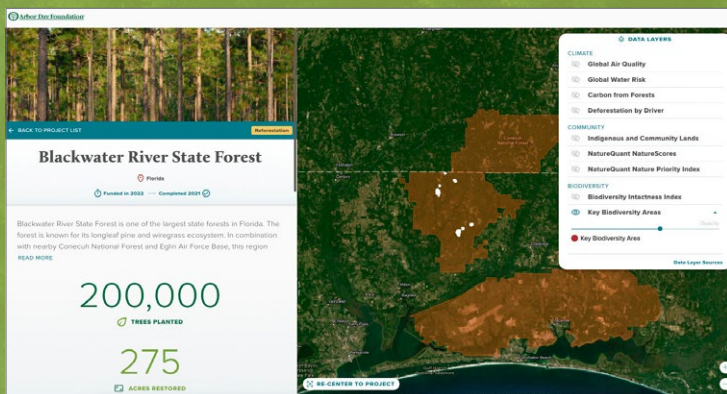 Arbor Day Foundation
BACK TO PROJECT LIST
Reforestation
Blackwater River State Forest
Florida
Funded in 2022 — Completed 2021
Blackwater River State Forest is one of the largest state forests in Florida. The
forest is known for its longleaf pine and wiregrass ecosystem. In combination
with nearby Conecuh National Forest and Eglin Air Force Base, this region
READ MORE
200,000
TREES PLANTED
275
ACRES RESTORED
Conecuh
National Forest
RE-CENTER TO PROJECT
DATA LAYERS
CLIMATE
Global Air Quality
Global Water Risk
Carbon from Forests
Deforestation by Driver
COMMUNITY
Indigenous and Community Lands
NatureQuant NatureScores
NatureQuant Nature Priority Index
BIODIVERSITY
Biodiversity Intactness Index
Key Biodiversity Areas
Key Biodiversity Area
Data Layer Sources